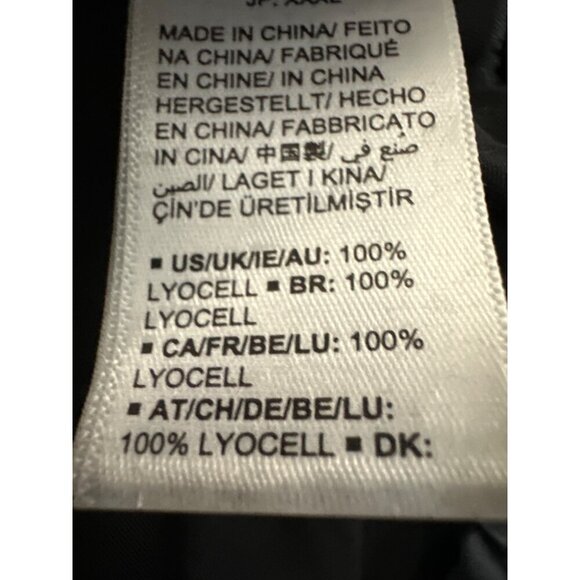 JP: XXXL
MADE IN CHINA/ FEITO
NA CHINA/ FABRIQUÉ
EN CHINE/ IN CHINA
HERGESTELLT/ HECHO
EN CHINA/ FABBRICATO
IN CINA/ 中国製/ صنع في
الصين/ LAGET I KINA/
ÇİN'DE ÜRETİLMİŞTİR
▪ US/UK/IE/AU: 100%
LYOCELL ▪ BR: 100%
LYOCELL
▪ CA/FR/BE/LU: 100%
LYOCELL
▪ AT/CH/DE/BE/LU:
100% LYOCELL ▪ DK: